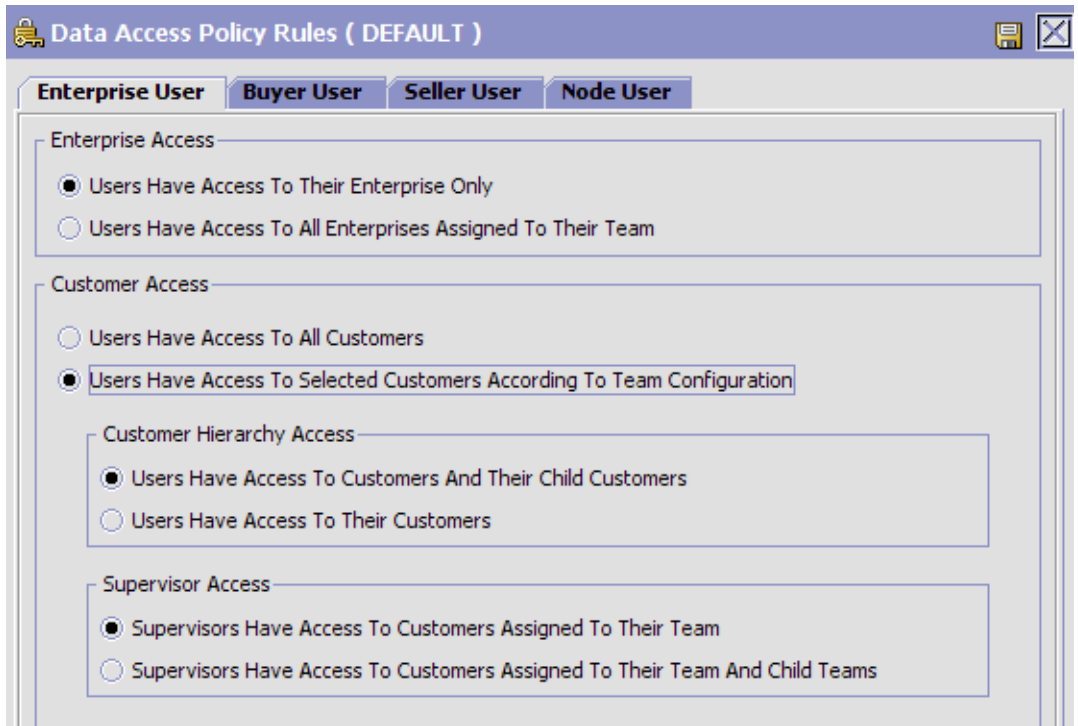 Data Access Policy Rules ( DEFAULT )
Enterprise User Buyer User Seller User Node User
Enterprise Access
Users Have Access To Their Enterprise Only
Users Have Access To All Enterprises Assigned To Their Team
Customer Access
Users Have Access To All Customers
Users Have Access To Selected Customers According To Team Configuration
Customer Hierarchy Access
Users Have Access To Customers And Their Child Customers
Users Have Access To Their Customers
Supervisor Access
Supervisors Have Access To Customers Assigned To Their Team
Supervisors Have Access To Customers Assigned To Their Team And Child Teams